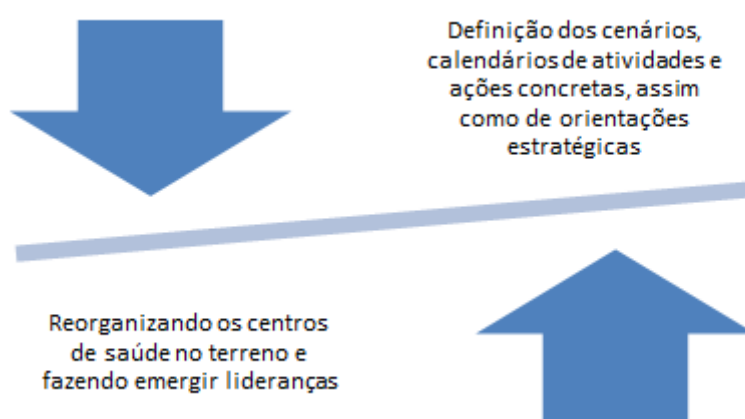 Definição dos cenários,
calendários de atividades e
ações concretas, assim
como de orientações
estratégicas
Reorganizando os centros
de saúde no terreno e
fazendo emergir lideranças